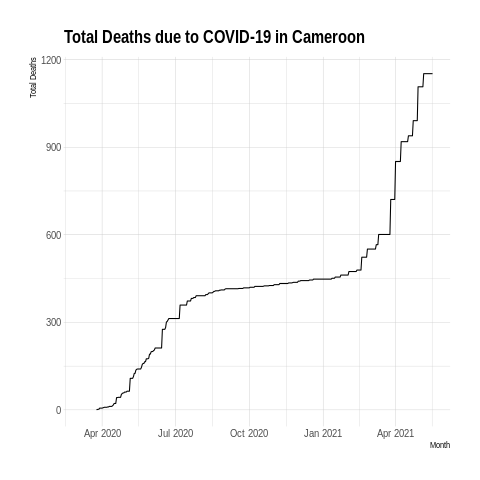 Total Deaths due to COVID-19 in Cameroon
Total Deaths
1200
900
600
300
0
Apr 2020 Jul 2020 Oct 2020 Jan 2021 Apr 2021
Month